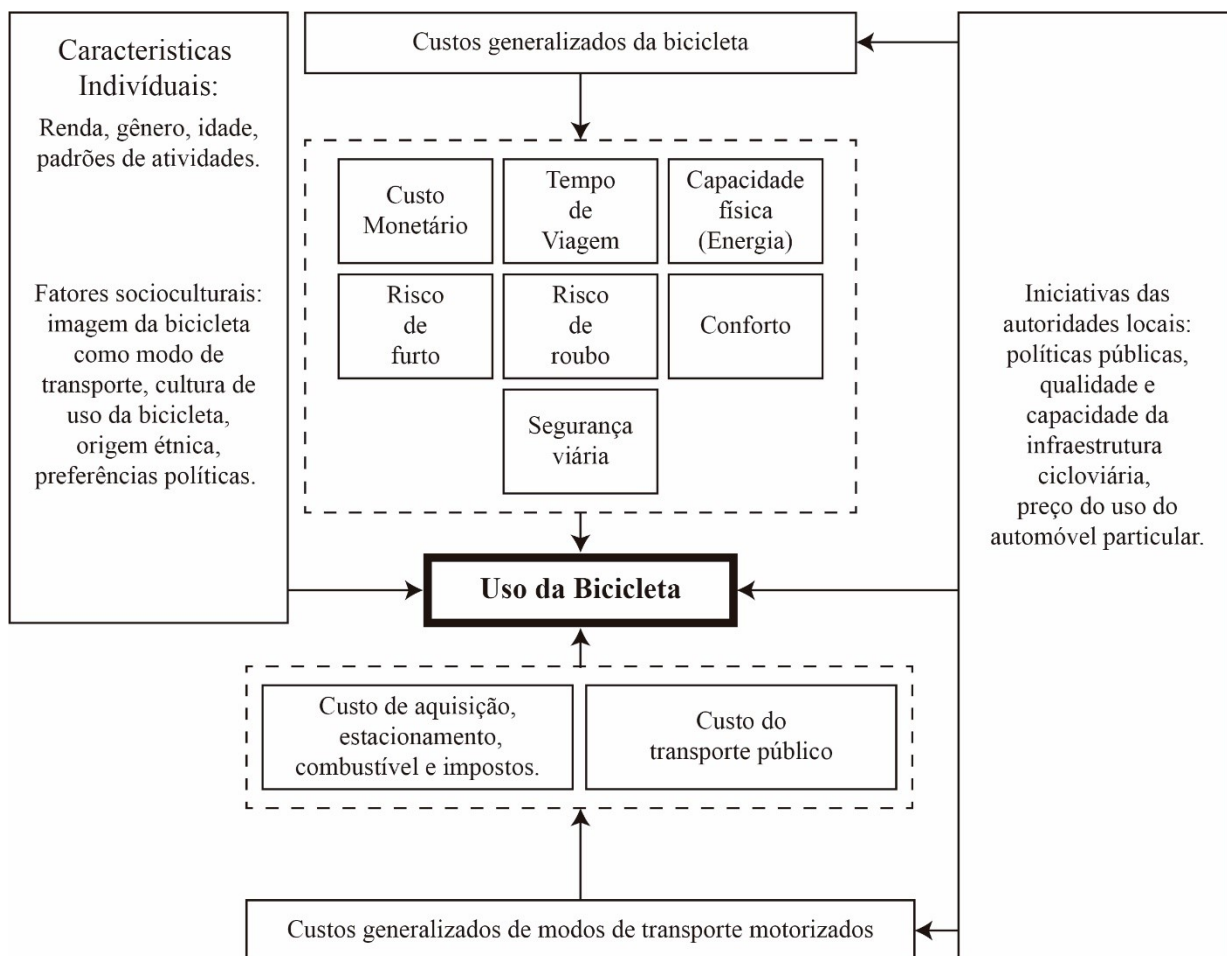 Caracteristicas
Indivíduais:
Renda, gênero, idade,
padrões de atividades.
Fatores socioculturais:
imagem da bicicleta
como modo de
transporte, cultura de
uso da bicicleta,
origem étnica,
preferências políticas.
Custos generalizados da bicicleta
Custo
Monetário
Tempo
de
Viagem
Capacidade
física
(Energia)
Risco
de
furto
Risco
de
roubo
Conforto
Segurança
viária
Uso da Bicicleta
Custo de aquisição,
estacionamento,
combustível e impostos.
Custo do
transporte público
Custos generalizados de modos de transporte motorizados
Iniciativas das
autoridades locais:
políticas públicas,
qualidade e
capacidade da
infraestrutura
cicloviária,
preço do uso do
automóvel particular.